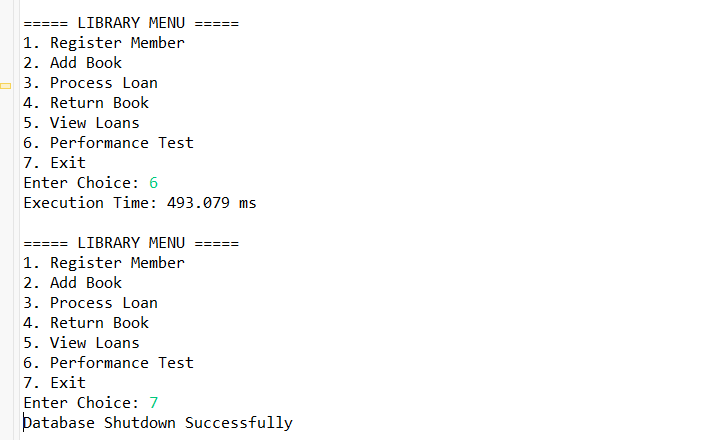 ===== LIBRARY MENU =====
1. Register Member
2. Add Book
3. Process Loan
4. Return Book
5. View Loans
6. Performance Test
7. Exit
Enter Choice: 6
Execution Time: 493.079 ms
===== LIBRARY MENU =====
1. Register Member
2. Add Book
3. Process Loan
4. Return Book
5. View Loans
6. Performance Test
7. Exit
Enter Choice: 7
Database Shutdown Successfully